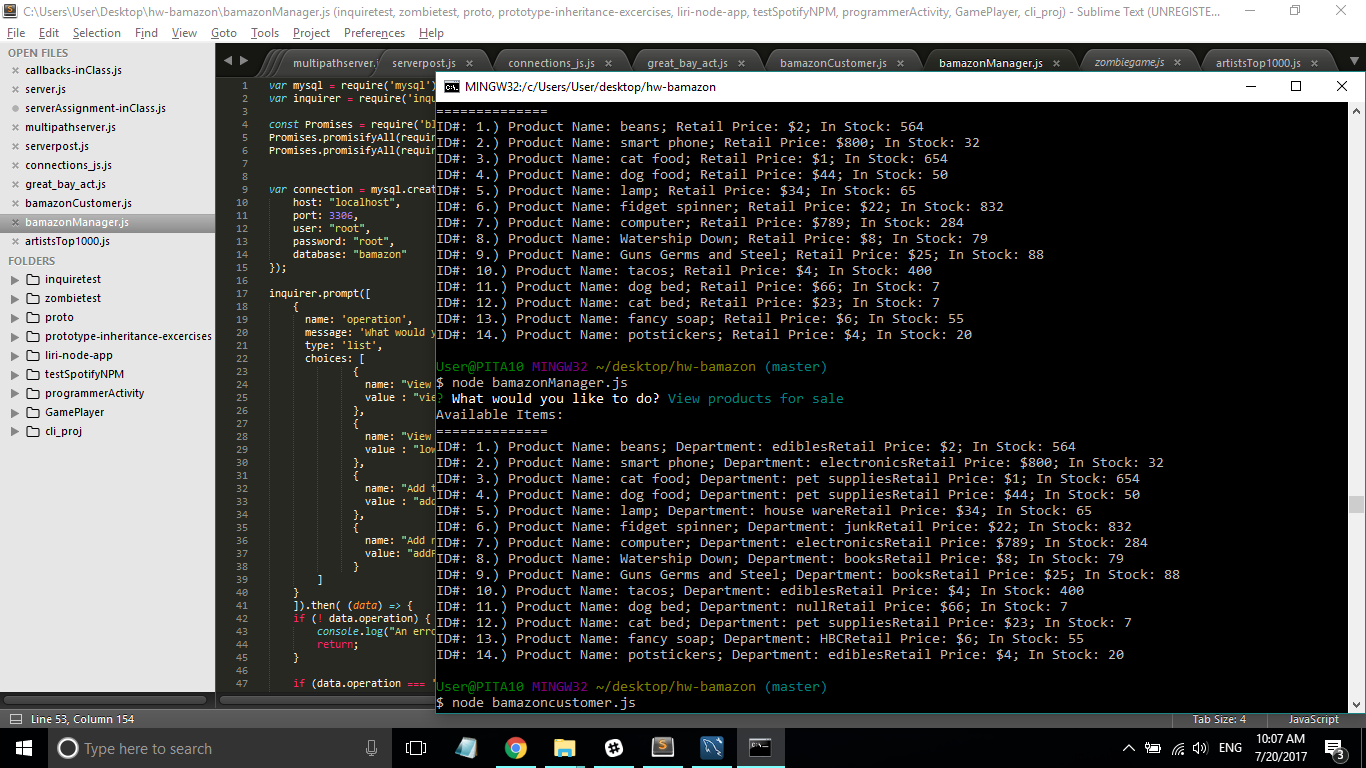 C:\Users\User\Desktop\hw-bamazon\bamazonManager.js (inquiretest, zombietest, proto, prototype-inheritance-excercises, liri-node-app, testSpotifyNPM, programmerActivity, GamePlayer, cli_proj) - Sublime Text (UNREGISTE...
File Edit Selection Find View Goto Tools Project Preferences Help
OPEN FILES
callbacks-inClass.js
server.js
serverAssignment-inClass.js
multipathserver.js
serverpost.js
connections_js.js
great_bay_act.js
bamazonCustomer.js
bamazonManager.js
artistsTop1000.js
FOLDERS
inquiretest
zombietest
proto
prototype-inheritance-excercises
liri-node-app
testSpotifyNPM
programmerActivity
GamePlayer
cli_proj
multipathserver.j serverpost.js connections_js.js great_bay_act.js bamazonCustomer.js bamazonManager.js zombiegame.js artistsTop1000.js
1 var mysql = require('mysql')
2 var inquirer = require('inqu
3
4 const Promises = require('bl
5 Promises.promisifyAll(requir
6 Promises.promisifyAll(requir
7
8
9 var connection = mysql.creat
10 host: "localhost",
11 port: 3306,
12 user: "root",
13 password: "root",
14 database: "bamazon"
15 });
16
17 inquirer.prompt([
18 {
19 name: 'operation',
20 message: 'What would y
21 type: 'list',
22 choices: [
23 {
24 name: "View
25 value : "vie
26 },
27 {
28 name: "View
29 value : "low
30 },
31 {
32 name: "Add t
33 value : "add
34 },
35 {
36 name: "Add n
37 value: "addP
38 }
39 ]
40 }
41 ]).then( (data) => {
42 if (! data.operation) {
43 console.log("An erro
44 return;
45 }
46
47 if (data.operation === "
MINGW32:/c/Users/User/desktop/hw-bamazon
==============
ID#: 1.) Product Name: beans; Retail Price: $2; In Stock: 564
ID#: 2.) Product Name: smart phone; Retail Price: $800; In Stock: 32
ID#: 3.) Product Name: cat food; Retail Price: $1; In Stock: 654
ID#: 4.) Product Name: dog food; Retail Price: $44; In Stock: 50
ID#: 5.) Product Name: lamp; Retail Price: $34; In Stock: 65
ID#: 6.) Product Name: fidget spinner; Retail Price: $22; In Stock: 832
ID#: 7.) Product Name: computer; Retail Price: $789; In Stock: 284
ID#: 8.) Product Name: Watership Down; Retail Price: $8; In Stock: 79
ID#: 9.) Product Name: Guns Germs and Steel; Retail Price: $25; In Stock: 88
ID#: 10.) Product Name: tacos; Retail Price: $4; In Stock: 400
ID#: 11.) Product Name: dog bed; Retail Price: $66; In Stock: 7
ID#: 12.) Product Name: cat bed; Retail Price: $23; In Stock: 7
ID#: 13.) Product Name: fancy soap; Retail Price: $6; In Stock: 55
ID#: 14.) Product Name: potstickers; Retail Price: $4; In Stock: 20
User@PITA10 MINGW32 ~/desktop/hw-bamazon (master)
$ node bamazonManager.js
? What would you like to do? View products for sale
Available Items:
==============
ID#: 1.) Product Name: beans; Department: ediblesRetail Price: $2; In Stock: 564
ID#: 2.) Product Name: smart phone; Department: electronicsRetail Price: $800; In Stock: 32
ID#: 3.) Product Name: cat food; Department: pet suppliesRetail Price: $1; In Stock: 654
ID#: 4.) Product Name: dog food; Department: pet suppliesRetail Price: $44; In Stock: 50
ID#: 5.) Product Name: lamp; Department: house wareRetail Price: $34; In Stock: 65
ID#: 6.) Product Name: fidget spinner; Department: junkRetail Price: $22; In Stock: 832
ID#: 7.) Product Name: computer; Department: electronicsRetail Price: $789; In Stock: 284
ID#: 8.) Product Name: Watership Down; Department: booksRetail Price: $8; In Stock: 79
ID#: 9.) Product Name: Guns Germs and Steel; Department: booksRetail Price: $25; In Stock: 88
ID#: 10.) Product Name: tacos; Department: ediblesRetail Price: $4; In Stock: 400
ID#: 11.) Product Name: dog bed; Department: nullRetail Price: $66; In Stock: 7
ID#: 12.) Product Name: cat bed; Department: pet suppliesRetail Price: $23; In Stock: 7
ID#: 13.) Product Name: fancy soap; Department: HBCRetail Price: $6; In Stock: 55
ID#: 14.) Product Name: potstickers; Department: ediblesRetail Price: $4; In Stock: 20
User@PITA10 MINGW32 ~/desktop/hw-bamazon (master)
$ node bamazoncustomer.js
Line 53, Column 154 Tab Size: 4 JavaScript
Type here to search
ENG
10:07 AM
7/20/2017
3